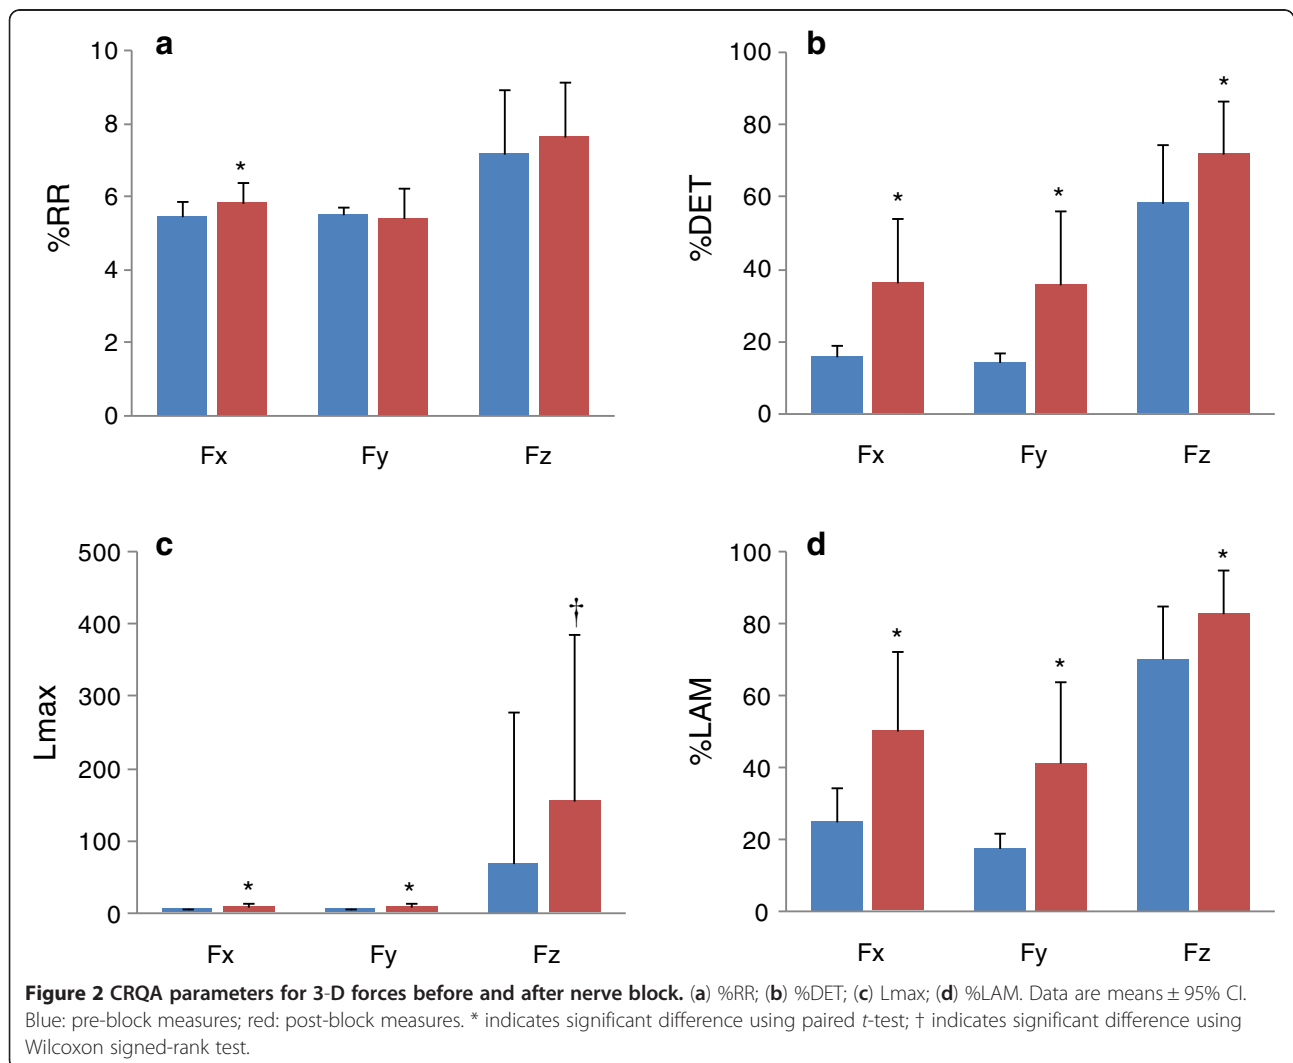 a
%RR
10
8
6
4
2
0
*
Fx Fy Fz
b
%DET
100
80
60
40
20
0
* * *
Fx Fy Fz
c
Lmax
500
400
300
200
100
0
* * †
Fx Fy Fz
d
%LAM
100
80
60
40
20
0
* * *
Fx Fy Fz
Figure 2 CRQA parameters for 3-D forces before and after nerve block. (a) %RR; (b) %DET; (c) Lmax; (d) %LAM. Data are means ± 95% CI.
Blue: pre-block measures; red: post-block measures. * indicates significant difference using paired t-test; † indicates significant difference using
Wilcoxon signed-rank test.